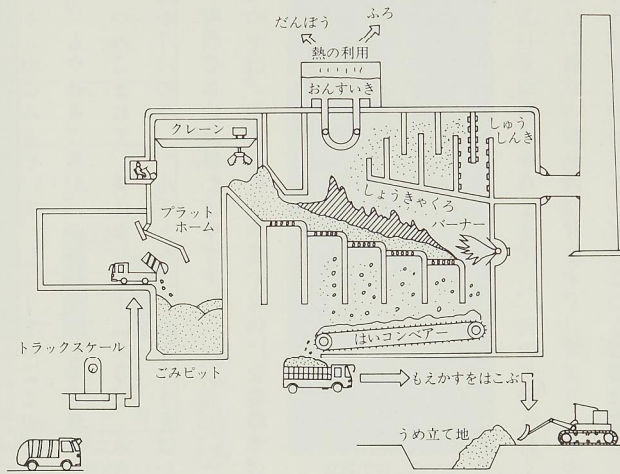 だんぼう
ふろ
熱の利用
おんすいき
クレーン
しゅう
しんき
しょうきゃくろ
プラット
ホーム
バーナー
トラックスケール
ごみピット
はいコンベアー
もえかすをはこぶ
うめ立て地